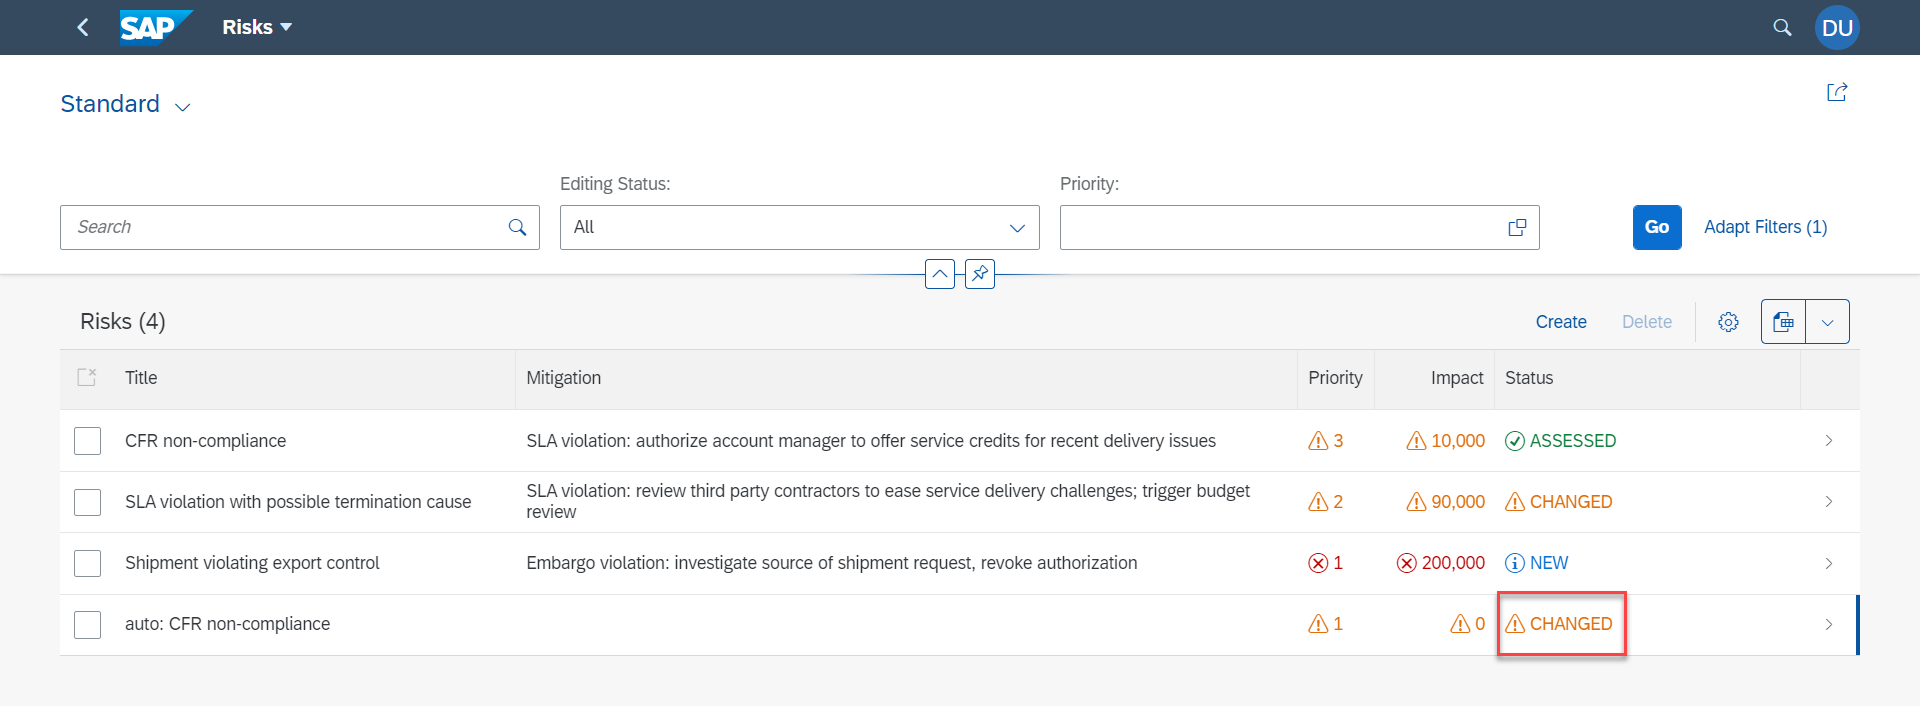 SAP Risks DU
Standard
Editing Status: Priority:
Search All Go Adapt Filters (1)
Risks (4) Create Delete
Title Mitigation Priority Impact Status
CFR non-compliance SLA violation: authorize account manager to offer service credits for recent delivery issues 3 10,000 ASSESSED
SLA violation with possible termination cause SLA violation: review third party contractors to ease service delivery challenges; trigger budget
review 2 90,000 CHANGED
Shipment violating export control Embargo violation: investigate source of shipment request, revoke authorization 1 200,000 NEW
auto: CFR non-compliance 1 0 CHANGED